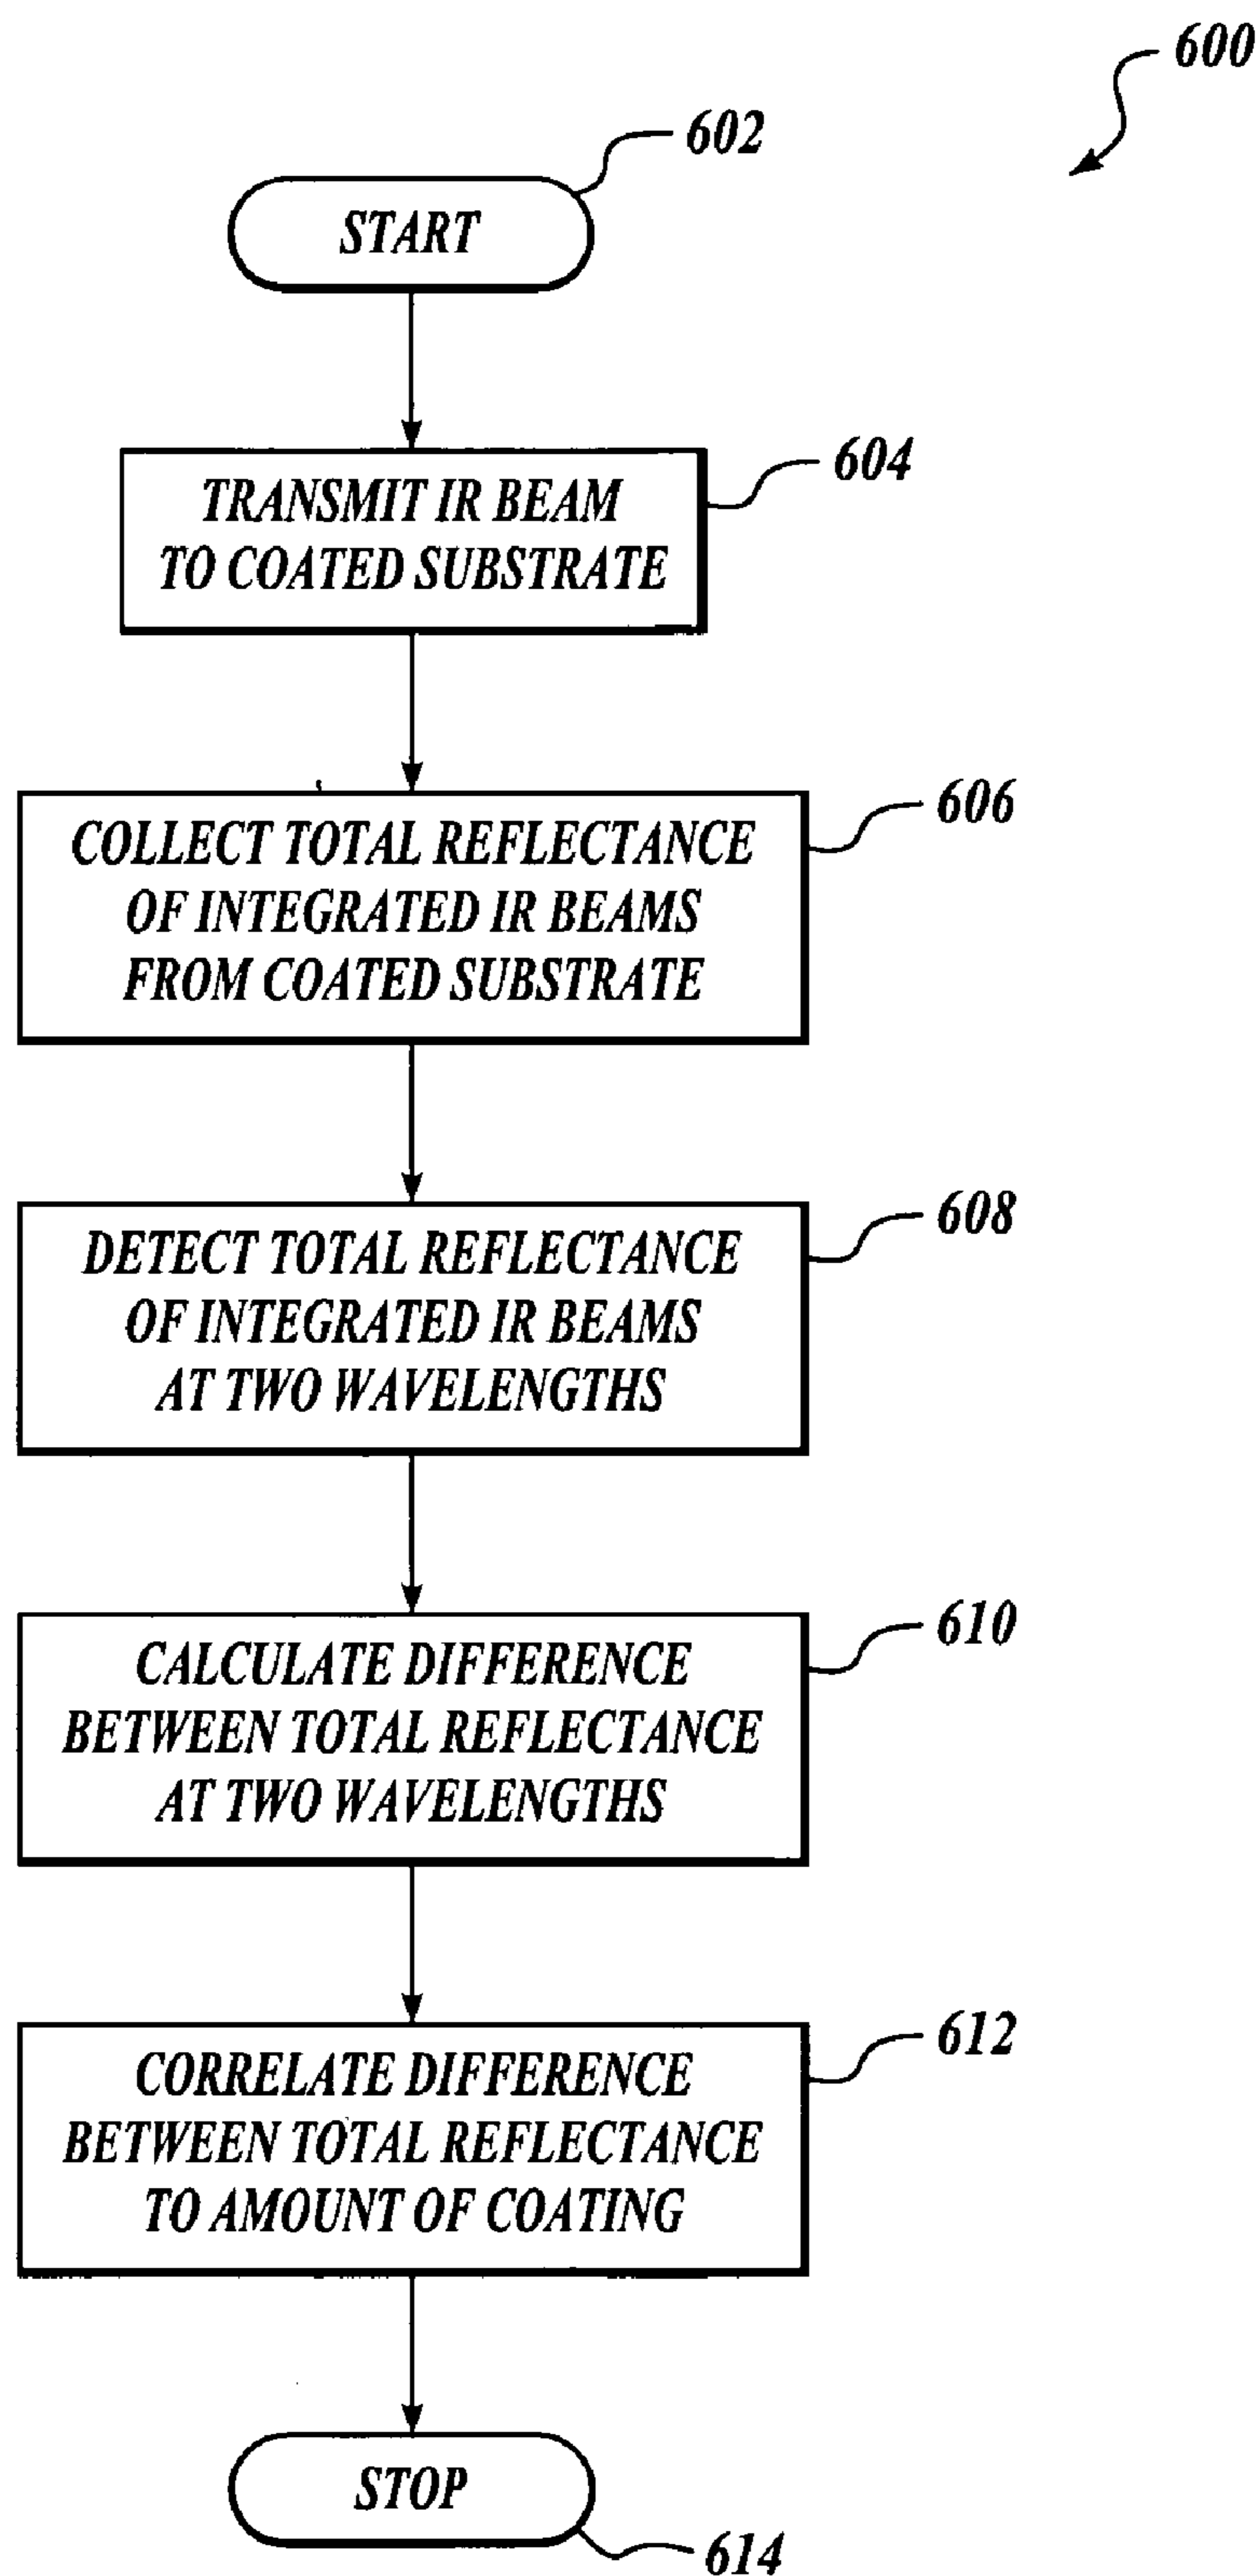 600
602
START
604
TRANSMIT IR BEAM
TO COATED SUBSTRATE
606
COLLECT TOTAL REFLECTANCE
OF INTEGRATED IR BEAMS
FROM COATED SUBSTRATE
608
DETECT TOTAL REFLECTANCE
OF INTEGRATED IR BEAMS
AT TWO WAVELENGTHS
610
CALCULATE DIFFERENCE
BETWEEN TOTAL REFLECTANCE
AT TWO WAVELENGTHS
612
CORRELATE DIFFERENCE
BETWEEN TOTAL REFLECTANCE
TO AMOUNT OF COATING
STOP
614